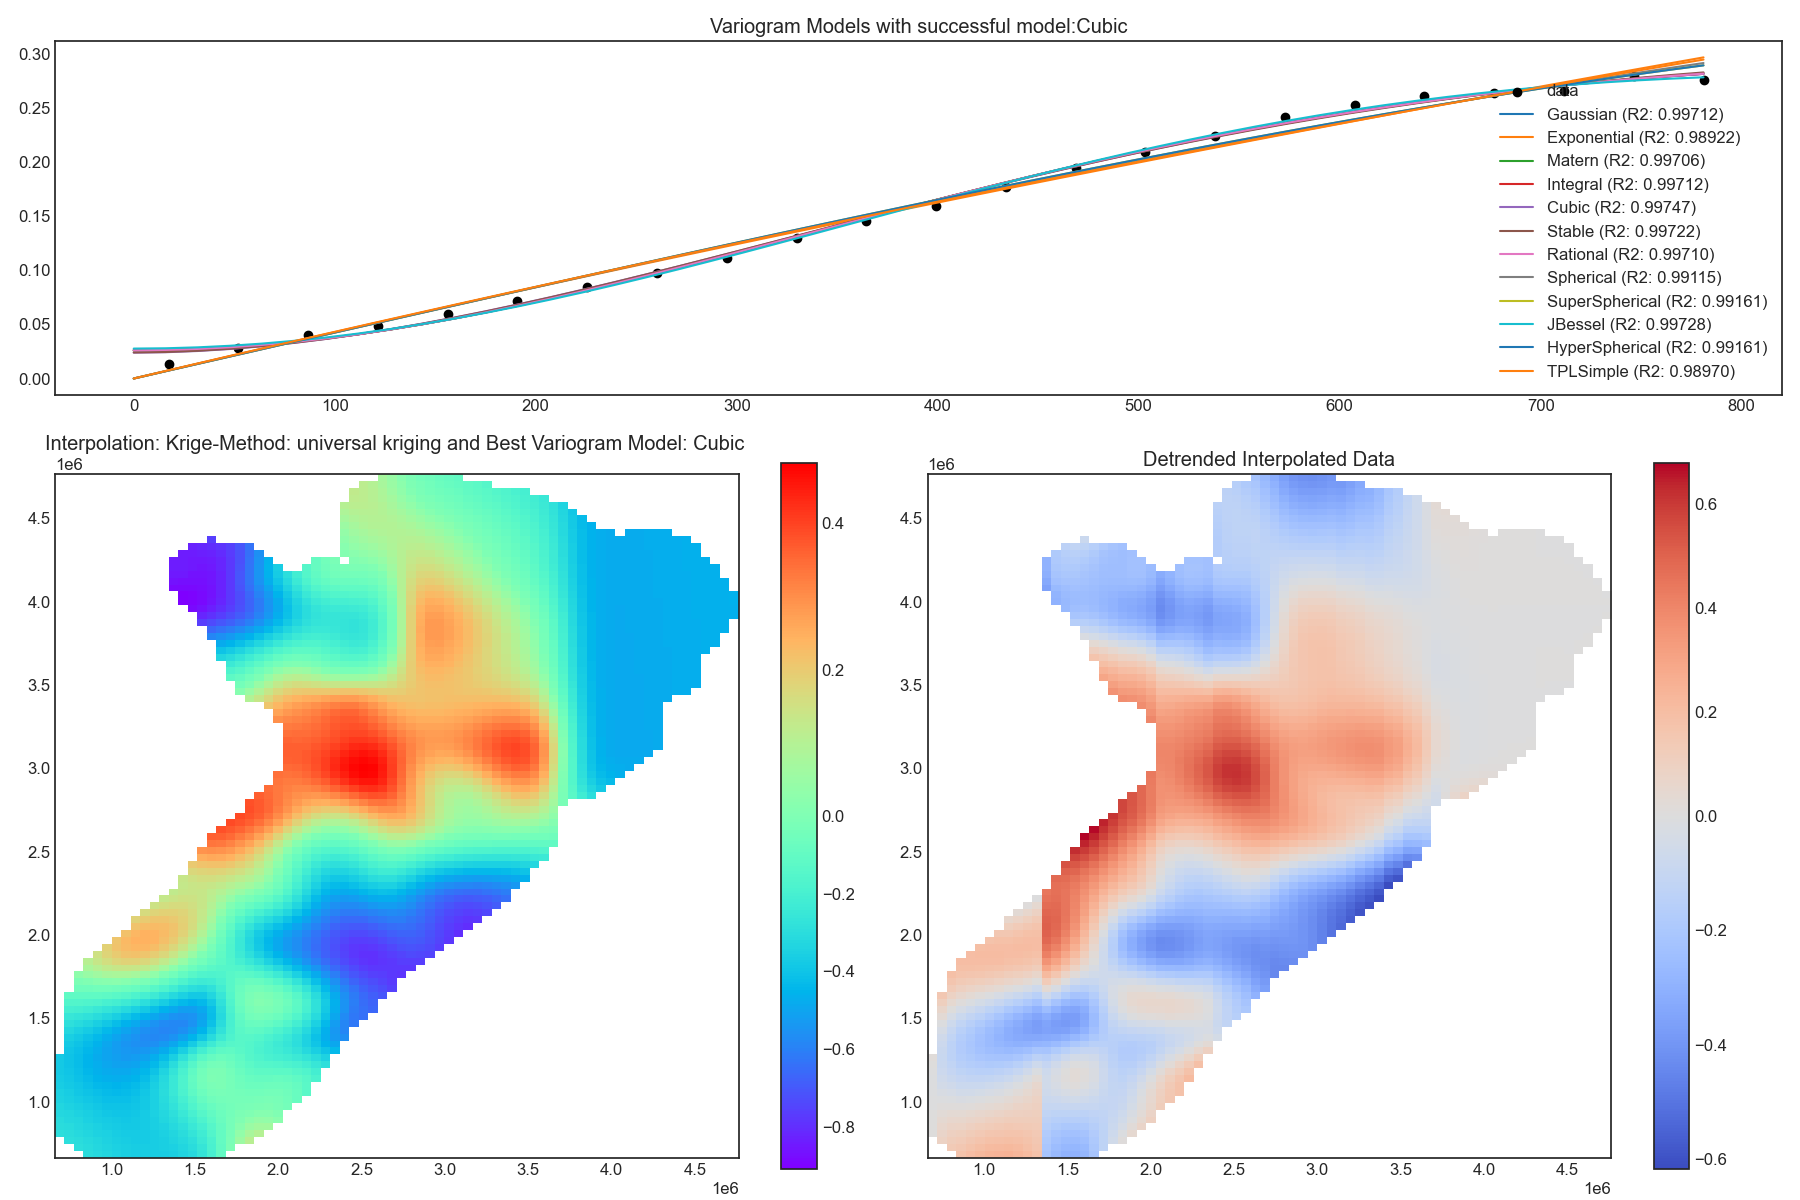 Variogram Models with successful model:Cubic
0.30
0.25
0.20
0.15
0.10
0.05
0.00
data
Gaussian (R2: 0.99712)
Exponential (R2: 0.98922)
Matern (R2: 0.99706)
Integral (R2: 0.99712)
Cubic (R2: 0.99747)
Stable (R2: 0.99722)
Rational (R2: 0.99710)
Spherical (R2: 0.99115)
SuperSpherical (R2: 0.99161)
JBessel (R2: 0.99728)
HyperSpherical (R2: 0.99161)
TPLSimple (R2: 0.98970)
0 100 200 300 400 500 600 700 800
Interpolation: Krige-Method: universal kriging and Best Variogram Model: Cubic
1e6
4.5
4.0
3.5
3.0
2.5
2.0
1.5
1.0
1.0 1.5 2.0 2.5 3.0 3.5 4.0 4.5
1e6
0.4
0.2
0.0
−0.2
−0.4
−0.6
−0.8
Detrended Interpolated Data
1e6
4.5
4.0
3.5
3.0
2.5
2.0
1.5
1.0
1.0 1.5 2.0 2.5 3.0 3.5 4.0 4.5
1e6
0.6
0.4
0.2
0.0
−0.2
−0.4
−0.6